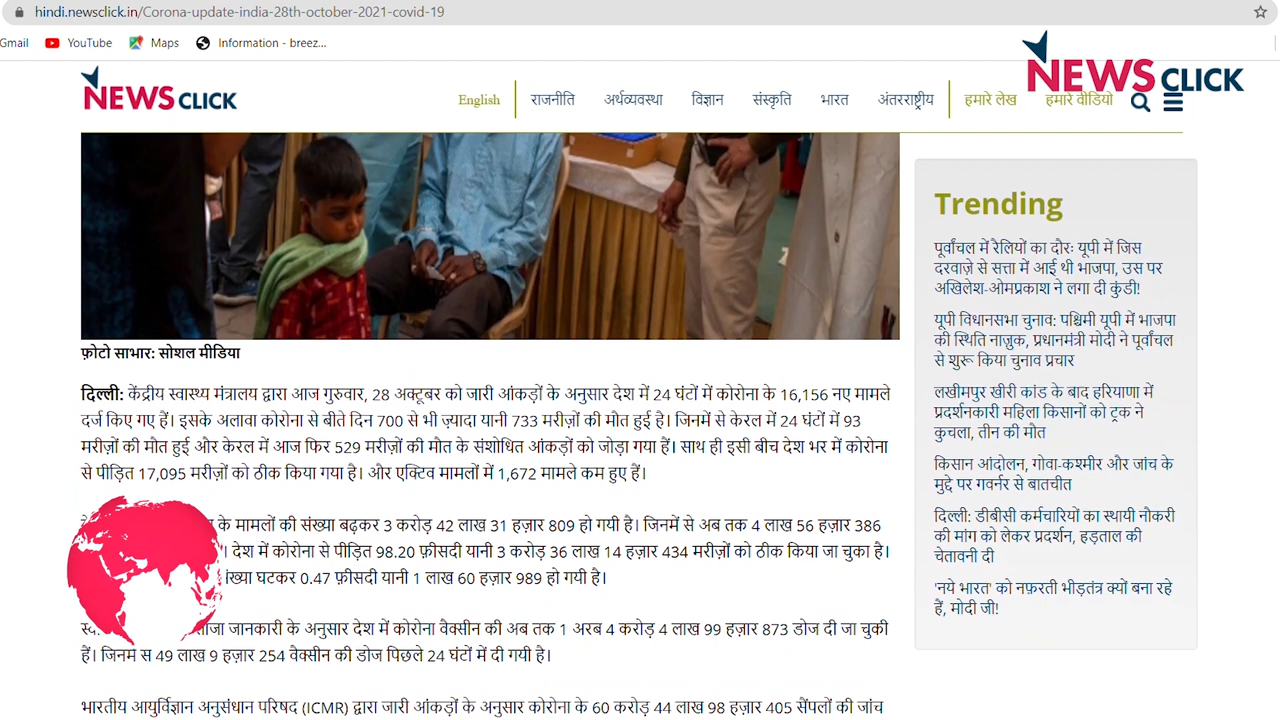 hindi.newsclick.in/Corona-update-india-28th-october-2021-covid-19
Gmail YouTube Maps Information - breez...
NEWS CLICK
NEWS CLICK English राजनीति अर्थव्यवस्था विज्ञान संस्कृति भारत अंतरराष्ट्रीय हमारे लेख हमारे वीडियो
फ़ोटो साभार: सोशल मीडिया
दिल्ली: केंद्रीय स्वास्थ्य मंत्रालय द्वारा आज गुरुवार, 28 अक्टूबर को जारी आंकड़ों के अनुसार देश में 24 घंटों में कोरोना के 16,156 नए मामले
दर्ज किए गए हैं। इसके अलावा कोरोना से बीते दिन 700 से भी ज़्यादा यानी 733 मरीज़ों की मौत हुई है। जिनमें से केरल में 24 घंटों में 93
मरीज़ों की मौत हुई और केरल में आज फिर 529 मरीज़ों की मौत के संशोधित आंकड़ों को जोड़ा गया हैं। साथ ही इसी बीच देश भर में कोरोना
से पीड़ित 17,095 मरीज़ों को ठीक किया गया है। और एक्टिव मामलों में 1,672 मामले कम हुए हैं।
के मामलों की संख्या बढ़कर 3 करोड़ 42 लाख 31 हज़ार 809 हो गयी है। जिनमें से अब तक 4 लाख 56 हज़ार 386
देश में कोरोना से पीड़ित 98.20 फ़ीसदी यानी 3 करोड़ 36 लाख 14 हज़ार 434 मरीज़ों को ठीक किया जा चुका है।
घटकर 0.47 फ़ीसदी यानी 1 लाख 60 हज़ार 989 हो गयी है।
जानकारी के अनुसार देश में कोरोना वैक्सीन की अब तक 1 अरब 4 करोड़ 4 लाख 99 हज़ार 873 डोज दी जा चुकी
हैं। जिनमें से 49 लाख 9 हज़ार 254 वैक्सीन की डोज पिछले 24 घंटों में दी गयी है।
भारतीय आयुर्विज्ञान अनुसंधान परिषद (ICMR) द्वारा जारी आंकड़ों के अनुसार कोरोना के 60 करोड़ 44 लाख 98 हज़ार 405 सैंपलों की जांच
Trending
पूर्वांचल में रैलियों का दौर: यूपी में जिस
दरवाज़े से सत्ता में आई थी भाजपा, उस पर
अखिलेश-ओमप्रकाश ने लगा दी कुंडी!
यूपी विधानसभा चुनाव: पश्चिमी यूपी में भाजपा
की स्थिति नाज़ुक, प्रधानमंत्री मोदी ने पूर्वांचल
से शुरू किया चुनाव प्रचार
लखीमपुर खीरी कांड के बाद हरियाणा में
प्रदर्शनकारी महिला किसानों को ट्रक ने
कुचला, तीन की मौत
किसान आंदोलन, गोवा-कश्मीर और जांच के
मुद्दे पर गवर्नर से बातचीत
दिल्ली: डीबीसी कर्मचारियों का स्थायी नौकरी
की मांग को लेकर प्रदर्शन, हड़ताल की
चेतावनी दी
'नये भारत' को नफ़रती भीड़तंत्र क्यों बना रहे
हैं, मोदी जी!